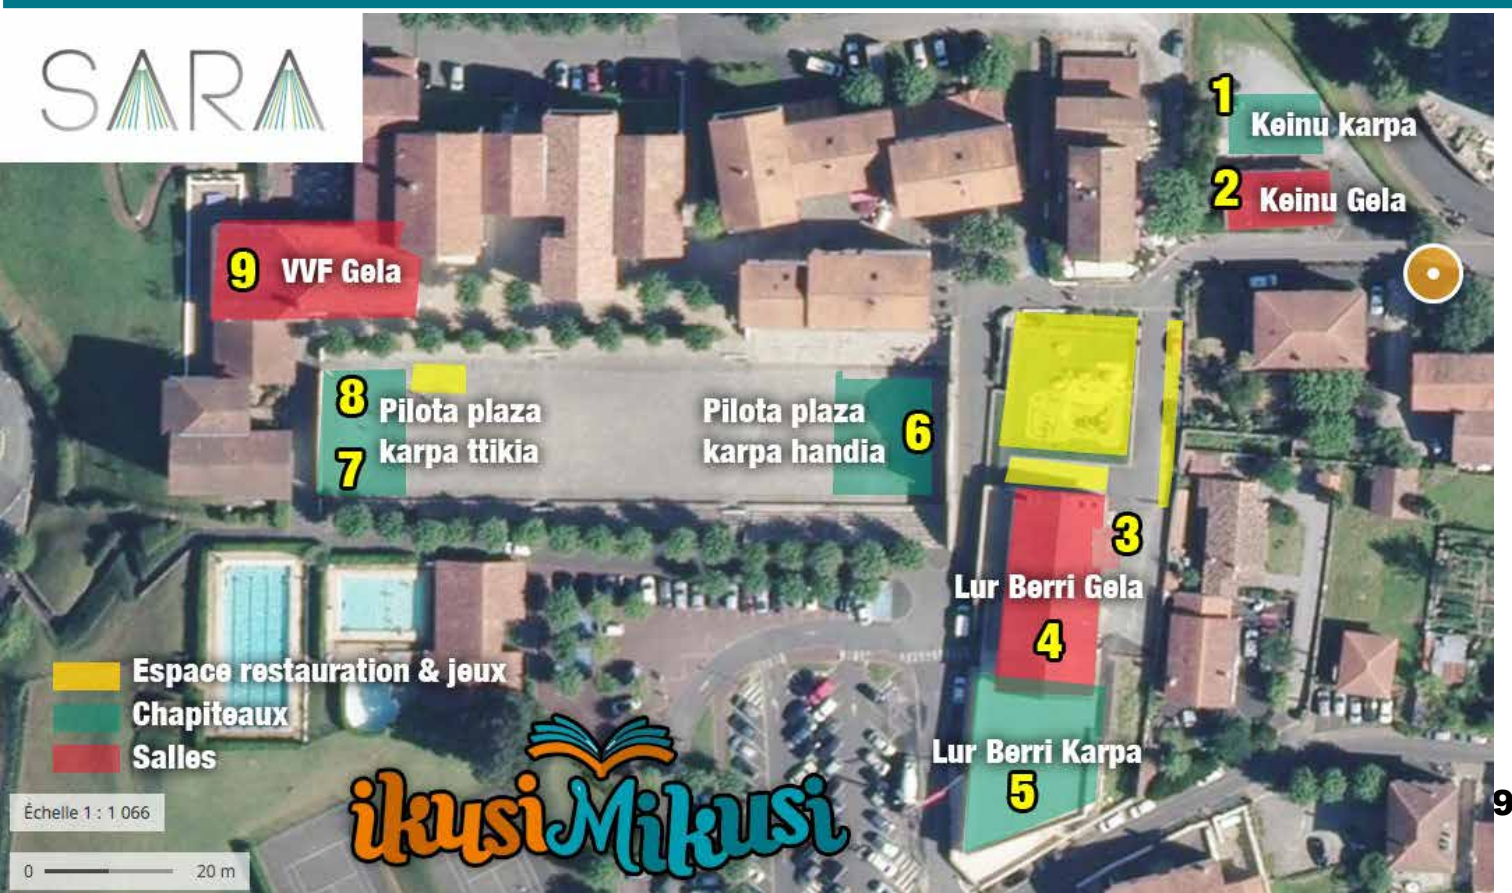 SARA
1
Keinu karpa
2
Keinu Gela
9
VVF Gela
8
Pilota plaza
karpa ttikia
7
Pilota plaza
karpa handia
6
3
Lur Berri Gela
4
Lur Berri Karpa
5
Espace restauration & jeux
Chapiteaux
Salles
Échelle 1 : 1 066
0
20 m
ikusiMikusi
9